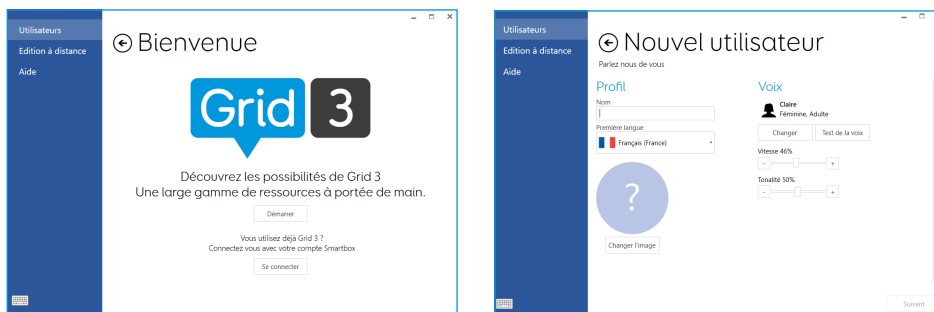 Utilisateurs
Edition à distance
Aide
Bienvenue
Grid 3
Découvrez les possibilités de Grid 3
Une large gamme de ressources à portée de main.
Démarrer
Vous utilisez déjà Grid 3 ?
Connectez vous avec votre compte Smartbox
Se connecter
Utilisateurs
Edition à distance
Aide
Nouvel utilisateur
Parlez nous de vous
Profil
Nom
Première langue
Français (France)
?
Changer l'image
Voix
Claire
Féminine, Adulte
Changer
Test de la voix
Vitesse 46%
- +
Tonalité 50%
- +
Suivant